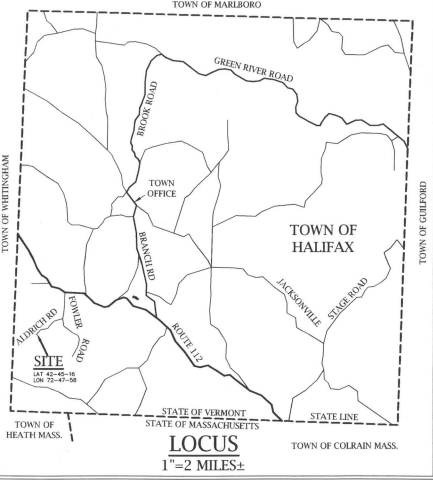 TOWN OF MARLBORO
GREEN RIVER ROAD
BROOK ROAD
TOWN OF WHITINGHAM
TOWN
OFFICE
TOWN OF
HALIFAX
TOWN OF GUILFORD
BRANCH RD
JACKSONVILLE
STAGE ROAD
FOWLER
ROAD
ALDRICH RD
ROUTE 112
SITE
LAT 42-45-16
LON 72-47-58
STATE OF VERMONT
STATE LINE
STATE OF MASSACHUSETTS
TOWN OF
HEATH MASS.
TOWN OF COLRAIN MASS.
LOCUS
1"=2 MILES±